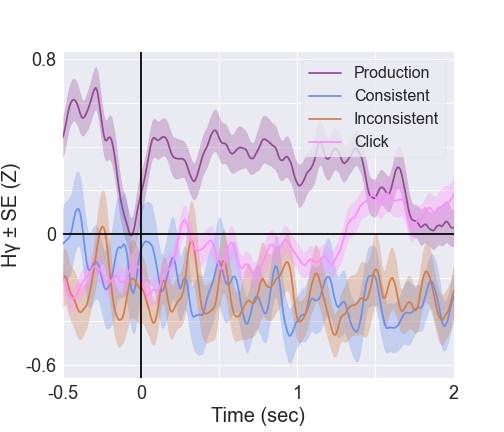 0.8
0
-0.6
Hγ ± SE (Z)
Production
Consistent
Inconsistent
Click
-0.5
0
1
2
Time (sec)